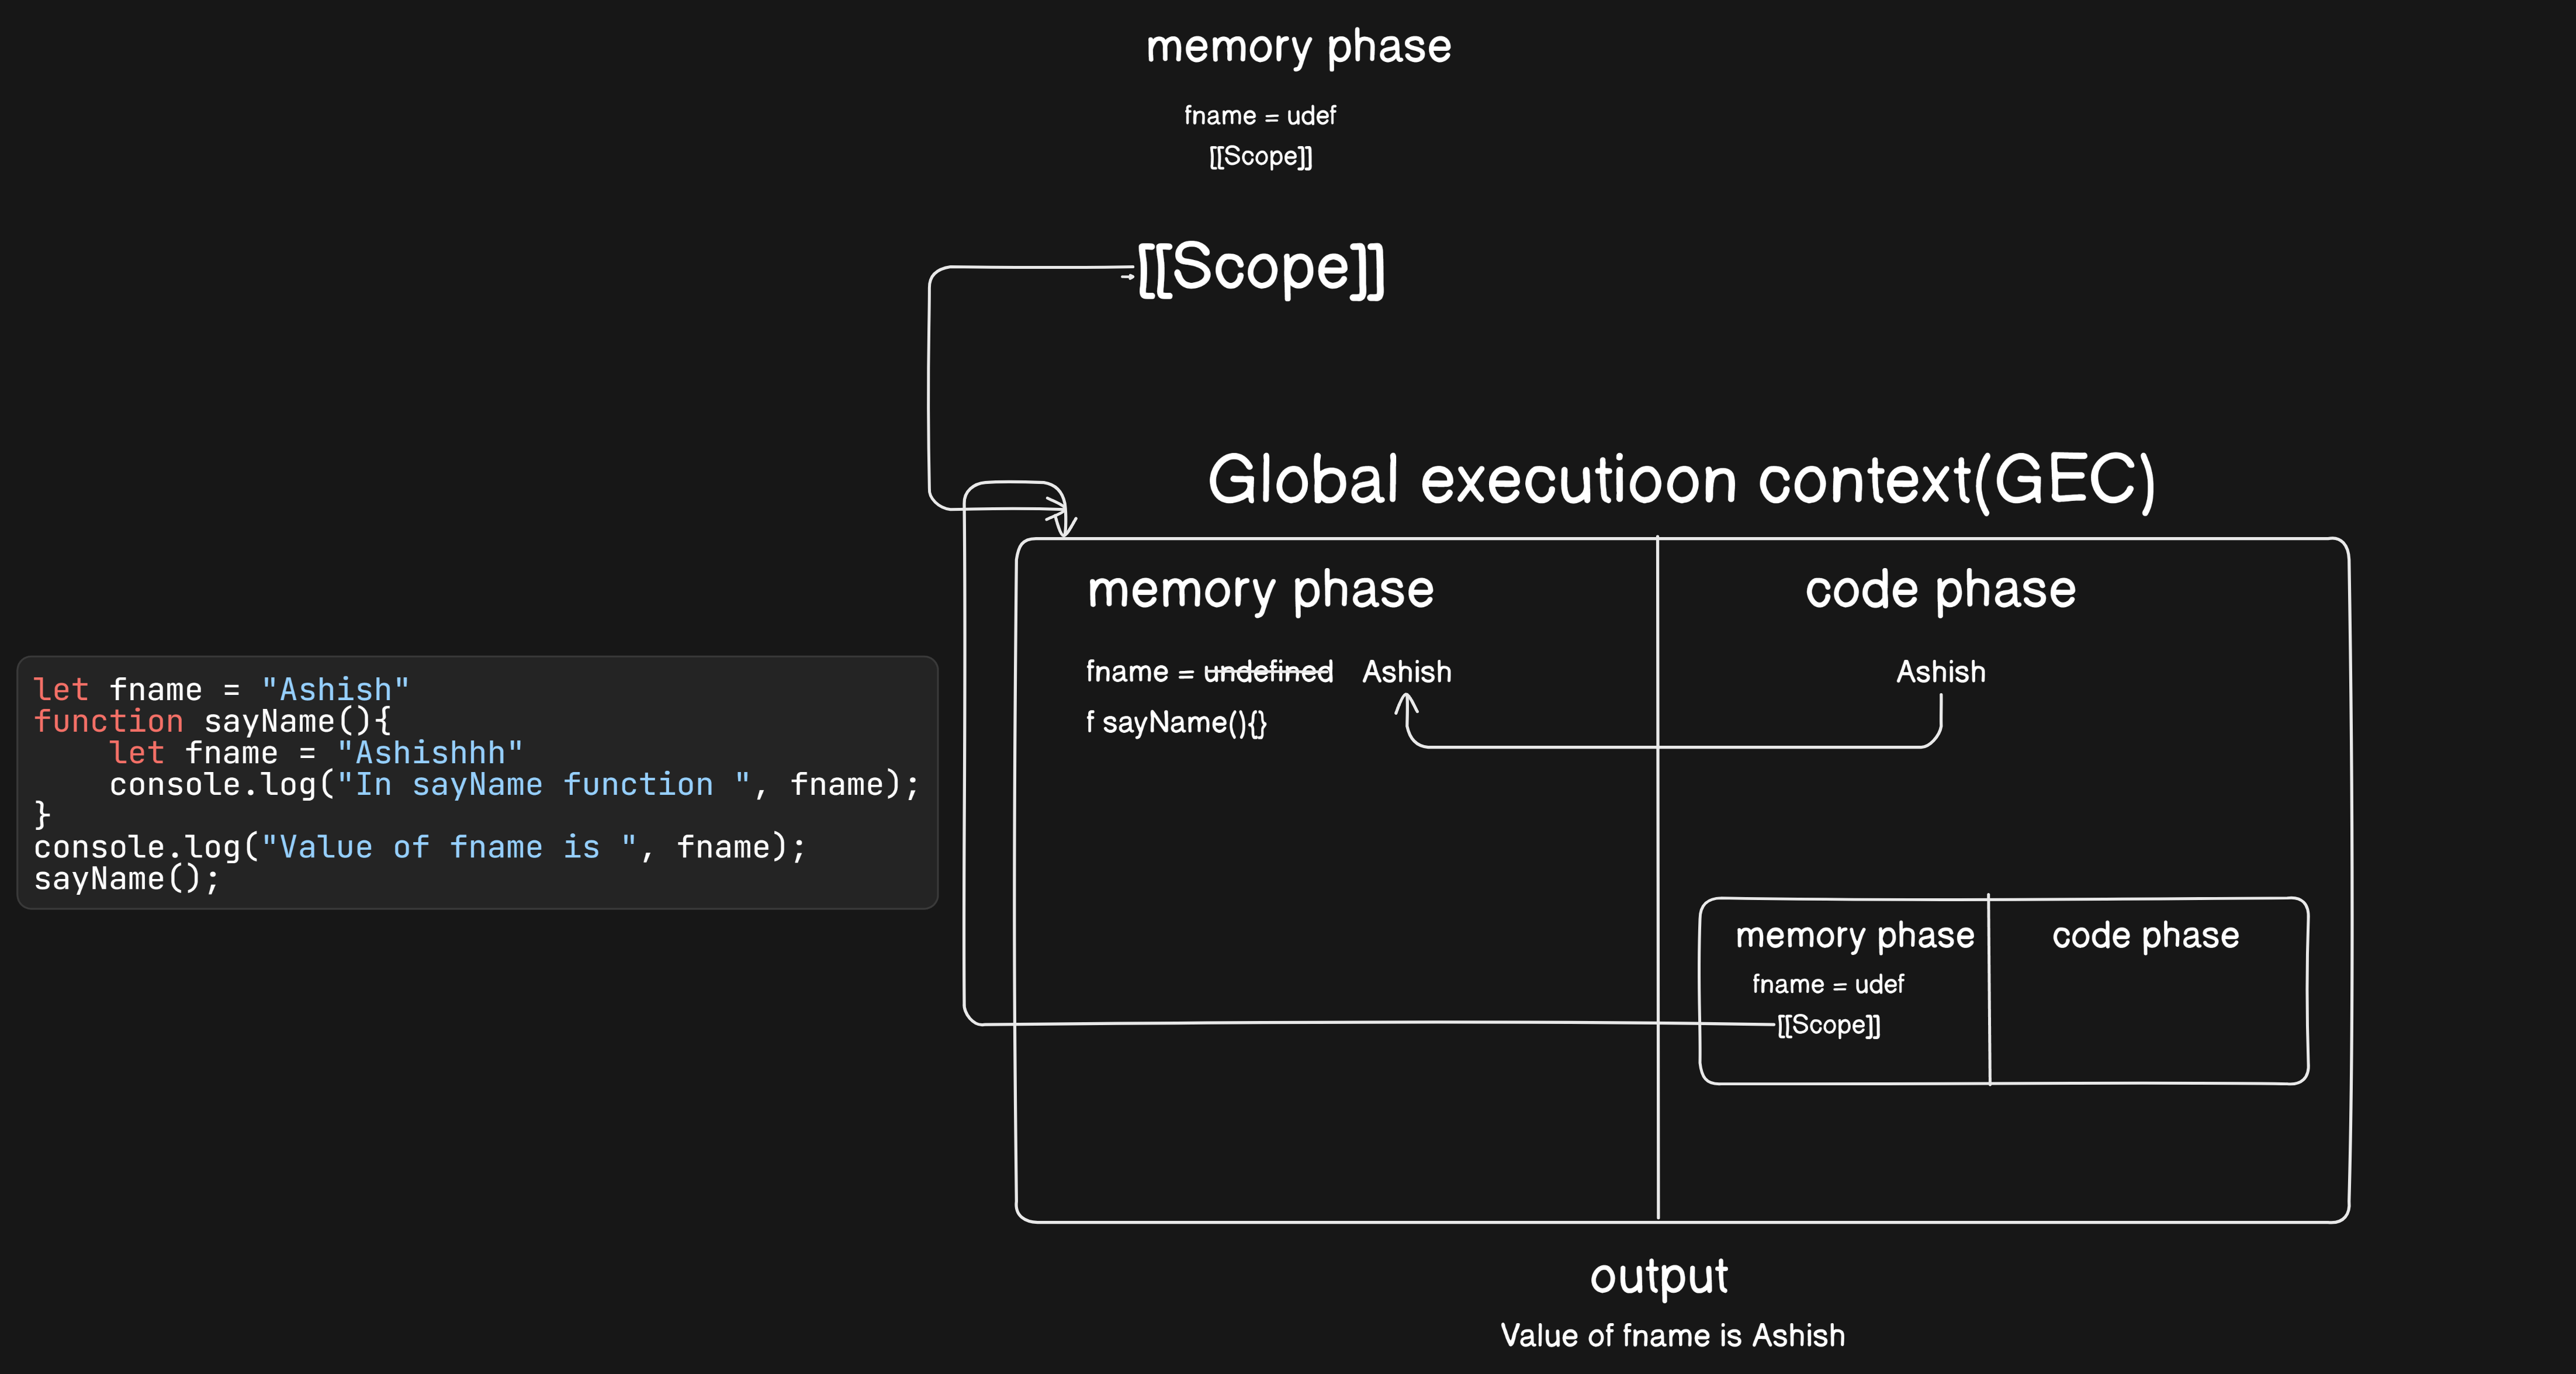 memory phase
fname = udef
[[Scope]]
[[Scope]]
Global executioon context(GEC)
memory phase
code phase
fname = undefined Ashish
Ashish
f sayName(){}
let fname = "Ashish"
function sayName(){
    let fname = "Ashishhh"
    console.log("In sayName function ", fname);
}
console.log("Value of fname is ", fname);
sayName();
memory phase
code phase
fname = udef
[[Scope]]
output
Value of fname is Ashish